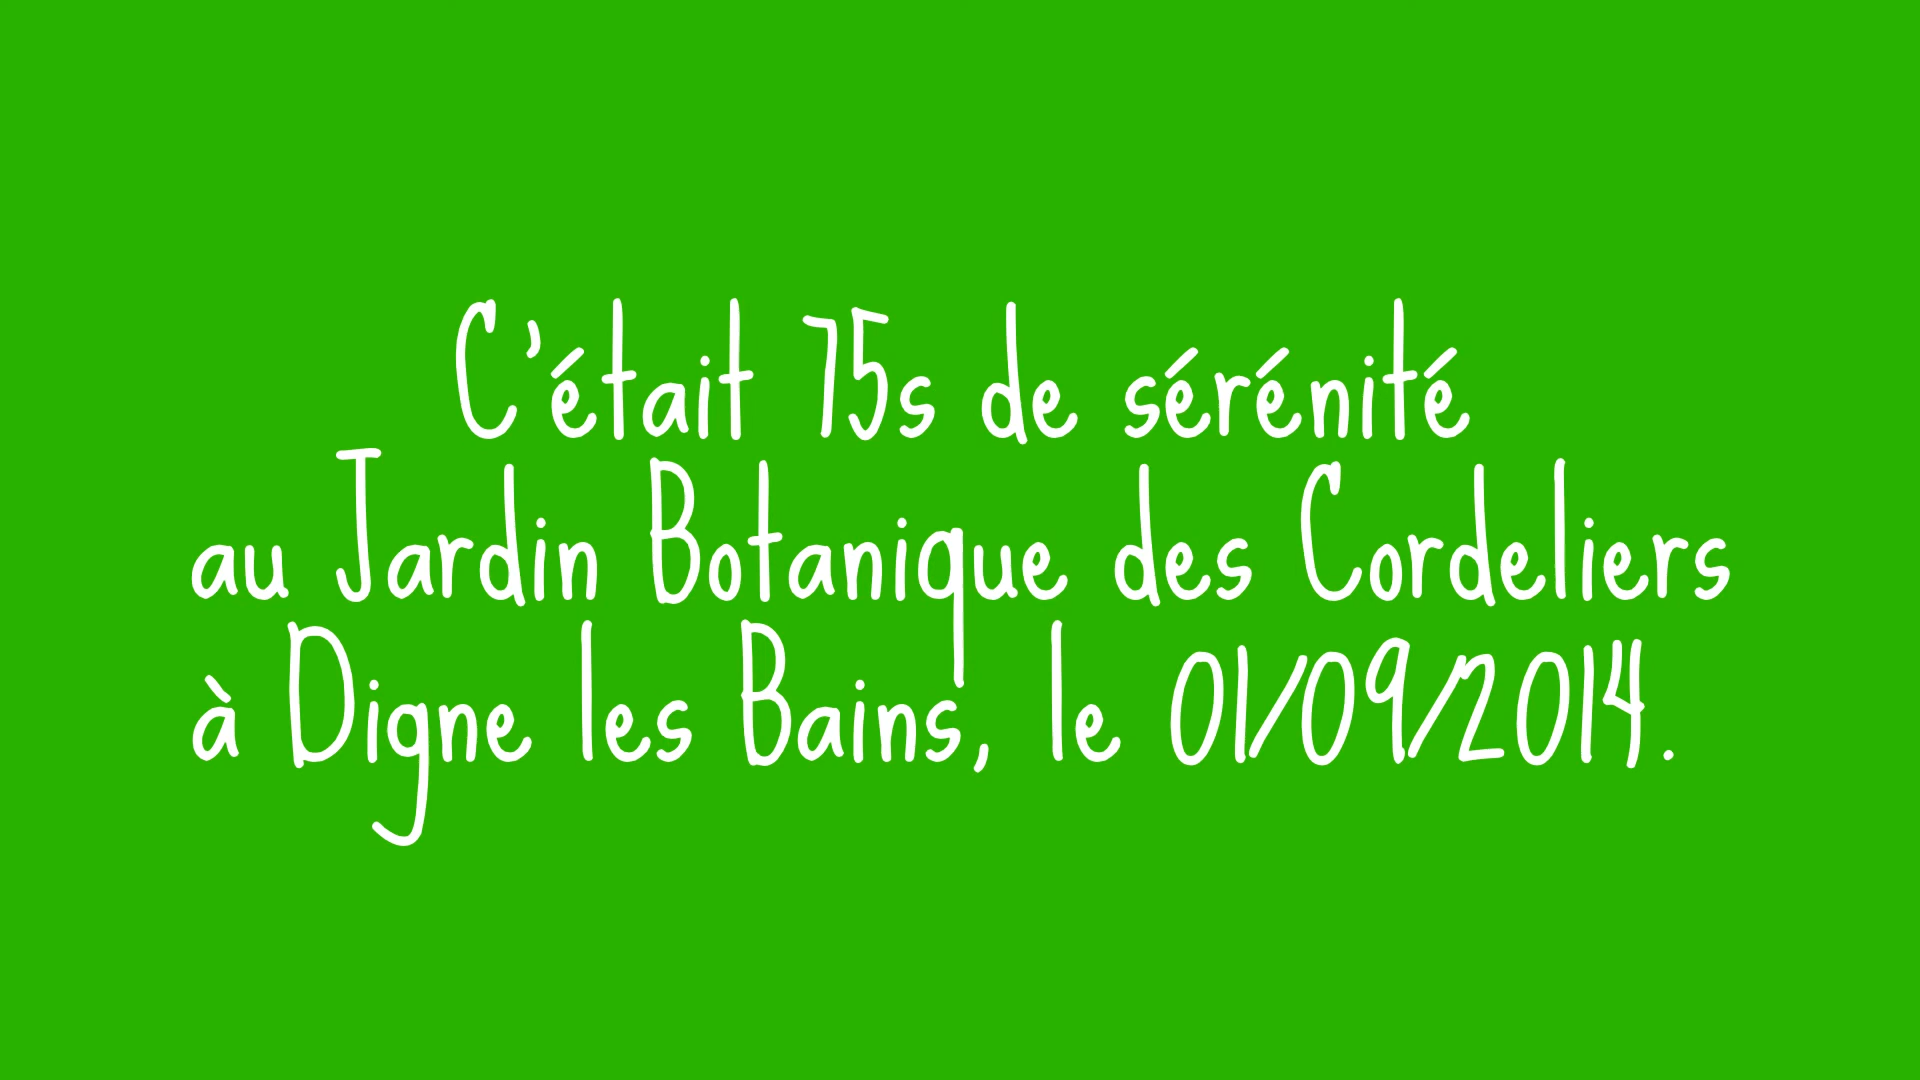 C'était 75s de sérénité
au Jardin Botanique des Cordeliers
à Digne les Bains, le 01/09/2014.